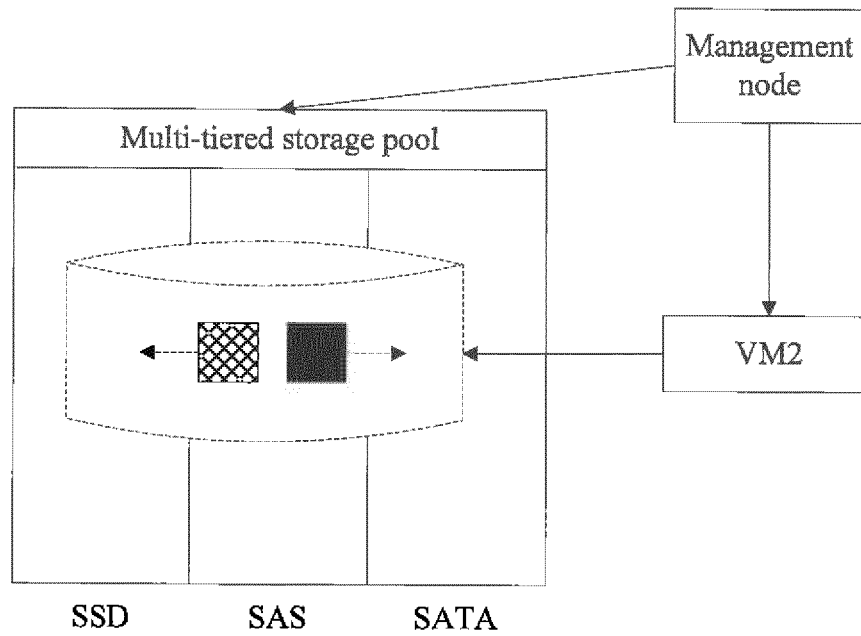 Management
node
Multi-tiered storage pool
VM2
SSD SAS SATA